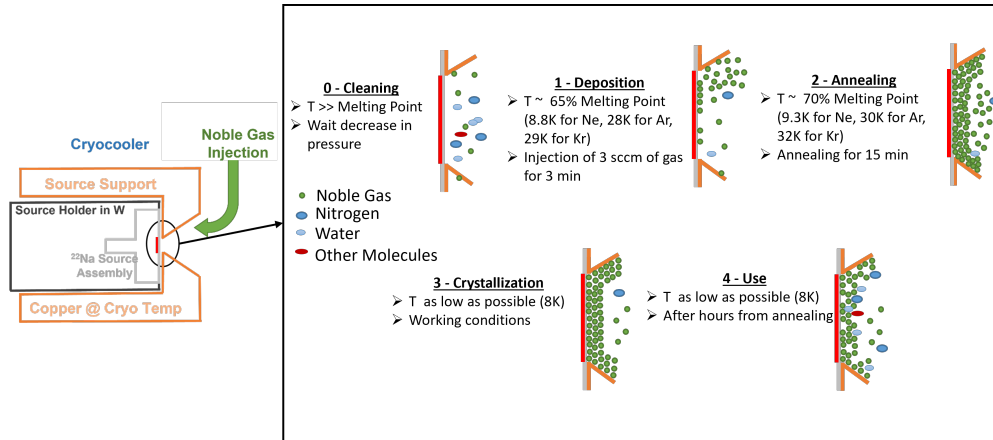 Cryocooler
Noble Gas
Injection
Source Support
Source Holder in W
²²Na Source
Assembly
Copper @ Cryo Temp
0 - Cleaning
➢ T >> Melting Point
➢ Wait decrease in
pressure
1 - Deposition
➢ T ~ 65% Melting Point
(8.8K for Ne, 28K for Ar,
29K for Kr)
➢ Injection of 3 sccm of gas
for 3 min
2 - Annealing
➢ T ~ 70% Melting Point
(9.3K for Ne, 30K for Ar,
32K for Kr)
➢ Annealing for 15 min
Noble Gas
Nitrogen
Water
Other Molecules
3 - Crystallization
➢ T as low as possible (8K)
➢ Working conditions
4 - Use
➢ T as low as possible (8K)
➢ After hours from annealing